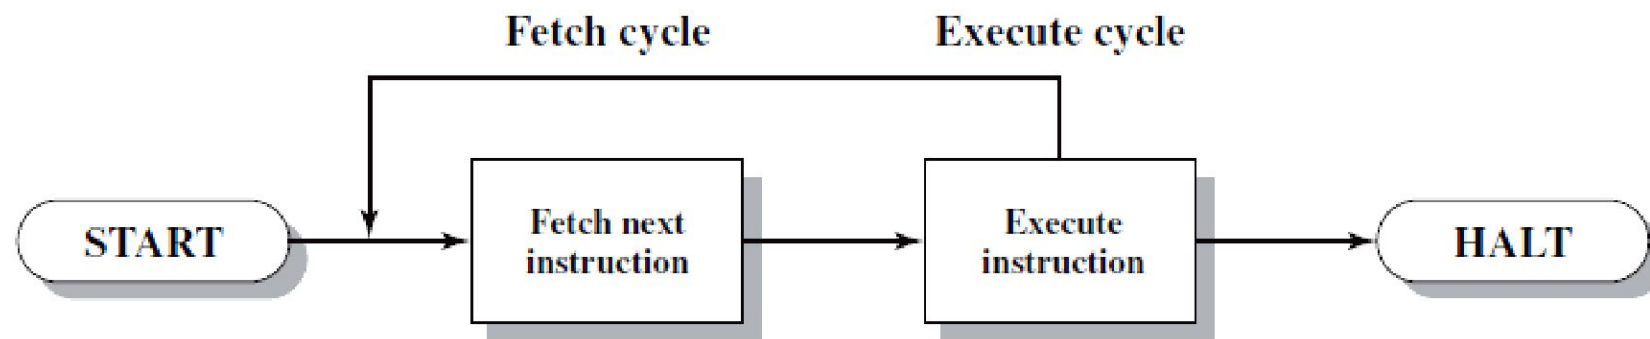 Fetch cycle
Execute cycle
START
Fetch next
instruction
Execute
instruction
HALT